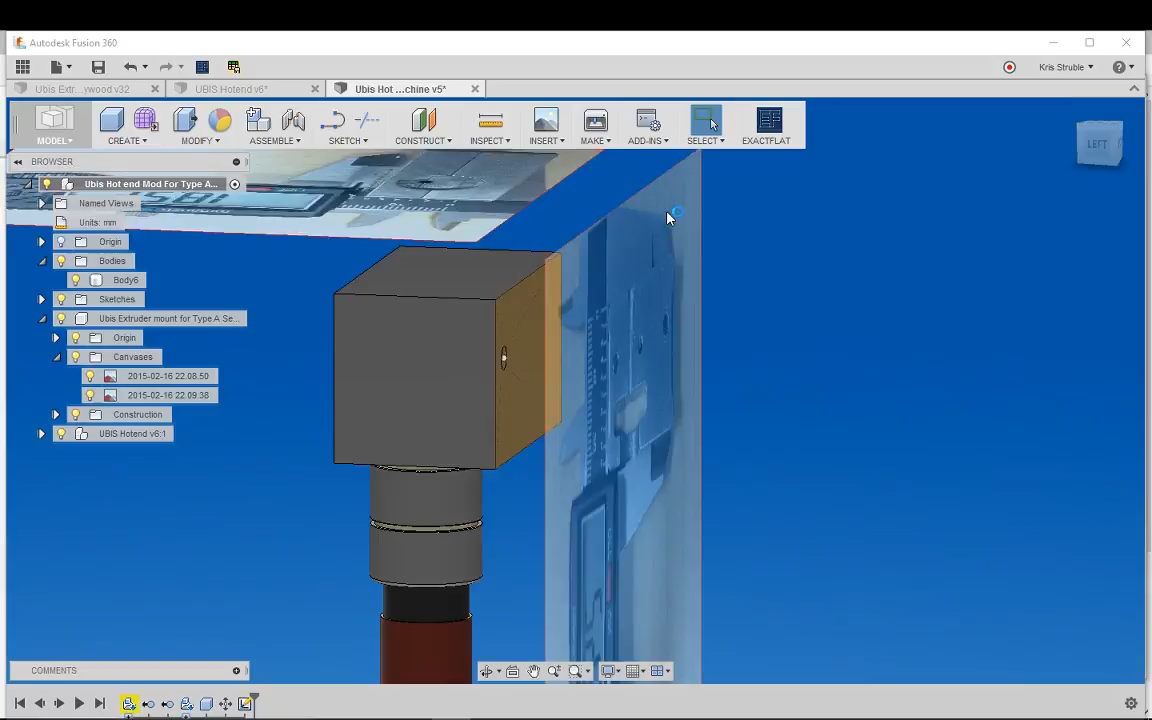 Autodesk Fusion 360
Kris Struble
Ubis Extr...ywood v32
UBIS Hotend v6*
Ubis Hot ...chine v5*
MODEL
CREATE
MODIFY
ASSEMBLE
SKETCH
CONSTRUCT
INSPECT
INSERT
MAKE
ADD-INS
SELECT
EXACTFLAT
LEFT
BROWSER
Ubis Hot end Mod For Type A...
Named Views
Units: mm
Origin
Bodies
Body6
Sketches
Ubis Extruder mount for Type A Se...
Origin
Canvases
2015-02-16 22.08.50
2015-02-16 22.09.38
Construction
UBIS Hotend v6:1
COMMENTS